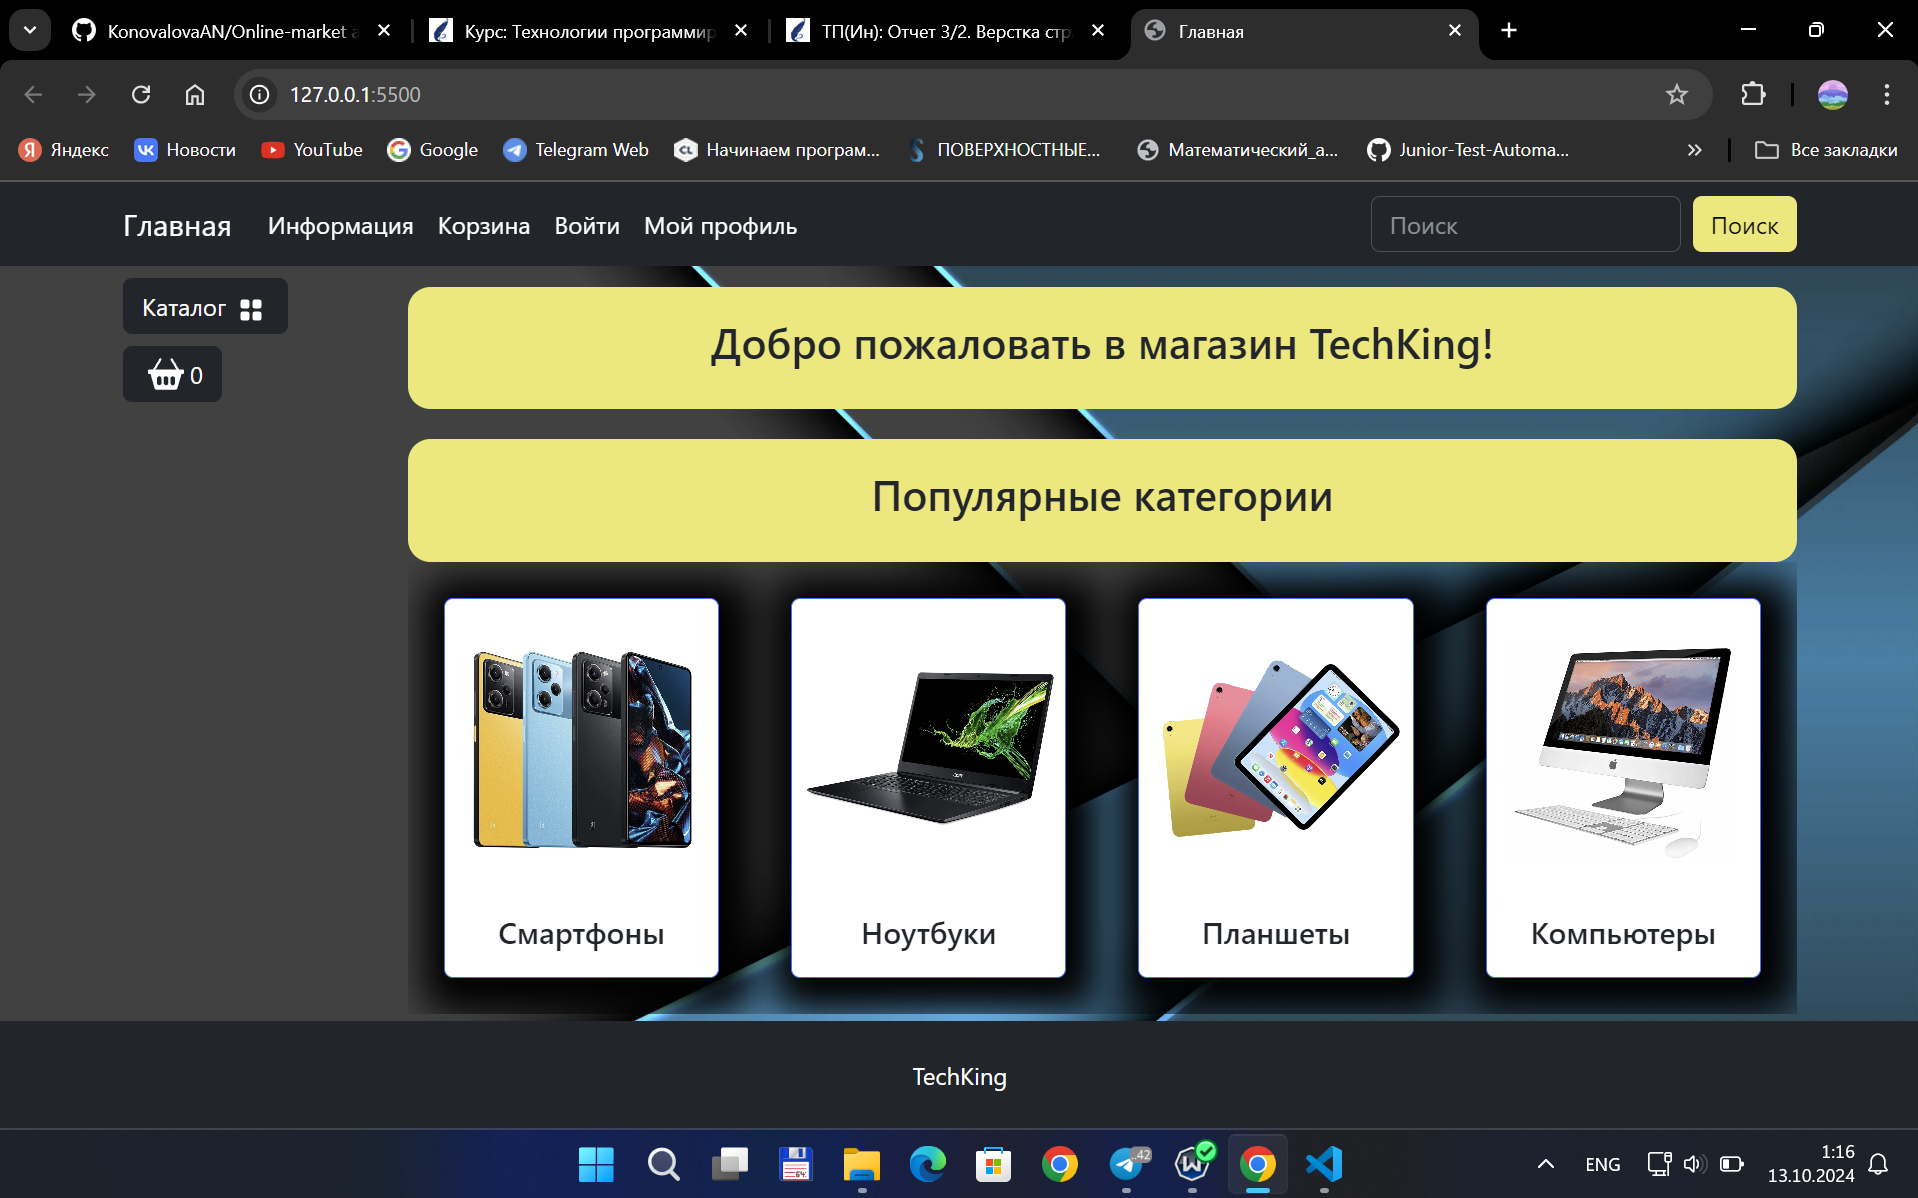 KonovalovaAN/Online-market a
Курс: Технологии программир
ТП(Ин): Отчет 3/2. Верстка стр
Главная
127.0.0.1:5500
Яндекс
Новости
YouTube
Google
Telegram Web
Начинаем програм...
ПОВЕРХНОСТНЫЕ...
Математический_а...
Junior-Test-Automa...
Все закладки
Главная
Информация
Корзина
Войти
Мой профиль
Поиск
Поиск
Каталог
0
Добро пожаловать в магазин TechKing!
Популярные категории
Смартфоны
Ноутбуки
Планшеты
Компьютеры
TechKing
..42
ENG
1:16
13.10.2024